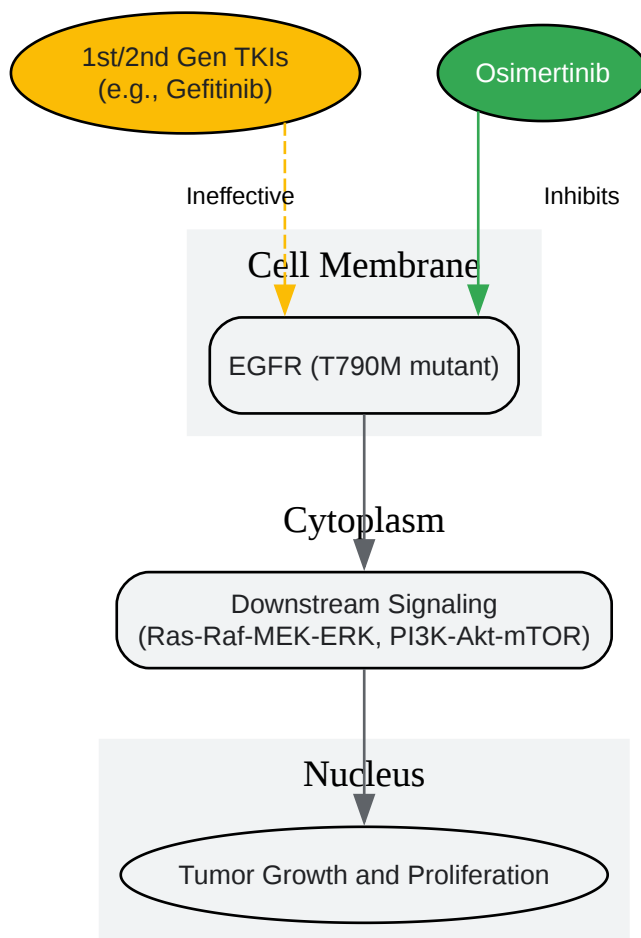 1st/2nd Gen TKIs
(e.g., Gefitinib)
Osimertinib
Ineffective
Inhibits
Cell Membrane
EGFR (T790M mutant)
Cytoplasm
Downstream Signaling
(Ras-Raf-MEK-ERK, PI3K-Akt-mTOR)
Nucleus
Tumor Growth and Proliferation